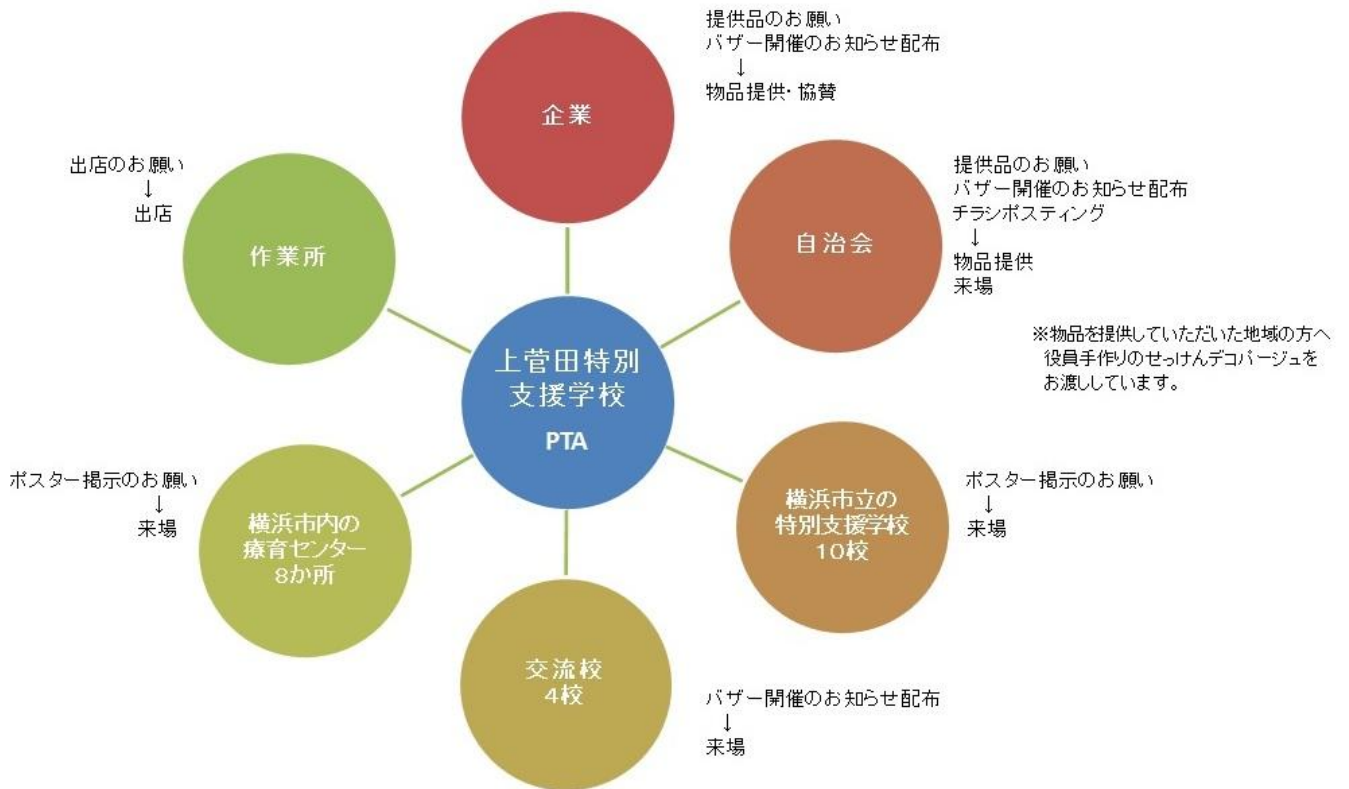 提供品のお願い
バザー開催のお知らせ配布
↓
物品提供・協賛
企業
出店のお願い
↓
出店
作業所
提供品のお願い
バザー開催のお知らせ配布
チラシポスティング
↓
物品提供
来場
自治会
※物品を提供していただいた地域の方へ
役員手作りのせっけんデコパージュを
お渡ししています。
上菅田特別
支援学校
PTA
ポスター掲示のお願い
↓
来場
横浜市内の
療育センター
8か所
横浜市立の
特別支援学校
10校
ポスター掲示のお願い
↓
来場
交流校
4校
バザー開催のお知らせ配布
↓
来場